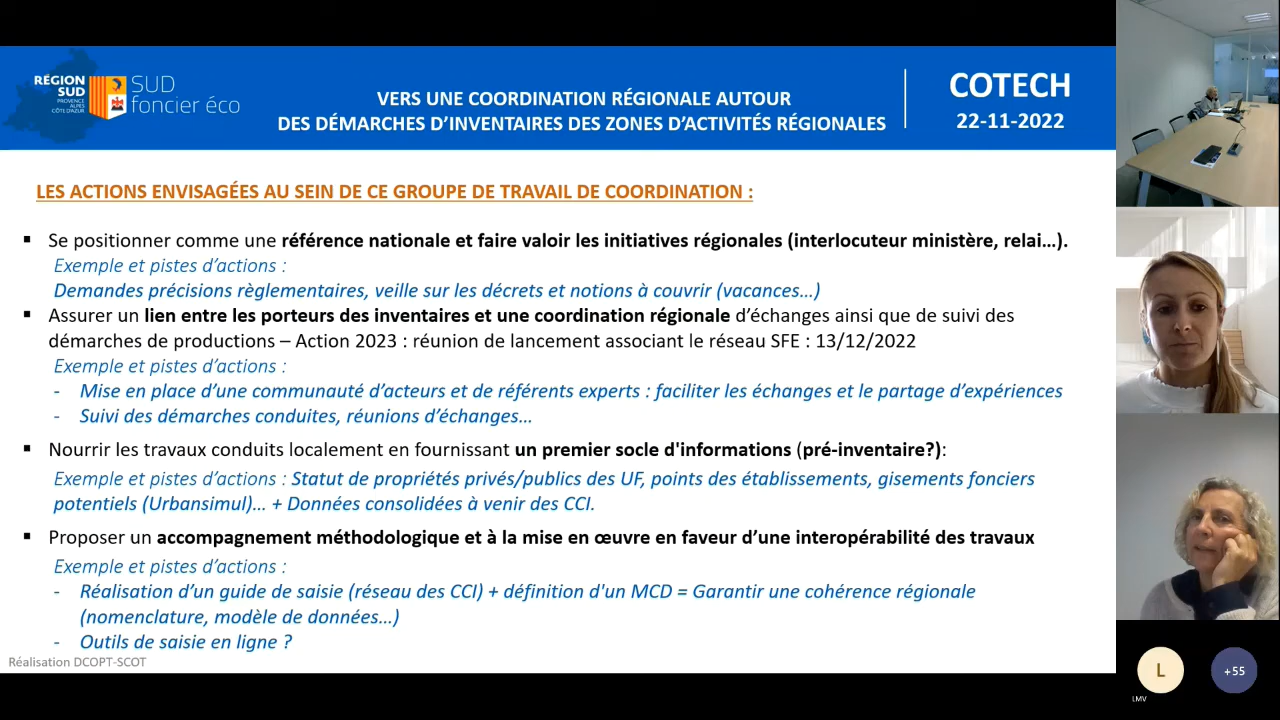 RÉGION
SUD
PROVENCE
ALPES
CÔTE D'AZUR
SUD
foncier éco
VERS UNE COORDINATION RÉGIONALE AUTOUR
DES DÉMARCHES D'INVENTAIRES DES ZONES D'ACTIVITÉS RÉGIONALES
COTECH
22-11-2022
LES ACTIONS ENVISAGÉES AU SEIN DE CE GROUPE DE TRAVAIL DE COORDINATION :
▪ Se positionner comme une référence nationale et faire valoir les initiatives régionales (interlocuteur ministère, relai…).
Exemple et pistes d'actions :
Demandes précisions règlementaires, veille sur les décrets et notions à couvrir (vacances…)
▪ Assurer un lien entre les porteurs des inventaires et une coordination régionale d'échanges ainsi que de suivi des
démarches de productions – Action 2023 : réunion de lancement associant le réseau SFE : 13/12/2022
Exemple et pistes d'actions :
- Mise en place d'une communauté d'acteurs et de référents experts : faciliter les échanges et le partage d'expériences
- Suivi des démarches conduites, réunions d'échanges…
▪ Nourrir les travaux conduits localement en fournissant un premier socle d'informations (pré-inventaire?):
Exemple et pistes d'actions : Statut de propriétés privés/publics des UF, points des établissements, gisements fonciers
potentiels (Urbansimul)… + Données consolidées à venir des CCI.
▪ Proposer un accompagnement méthodologique et à la mise en œuvre en faveur d'une interopérabilité des travaux
Exemple et pistes d'actions :
- Réalisation d'un guide de saisie (réseau des CCI) + définition d'un MCD = Garantir une cohérence régionale
(nomenclature, modèle de données…)
- Outils de saisie en ligne ?
Réalisation DCOPT-SCOT
L
+55
LMV